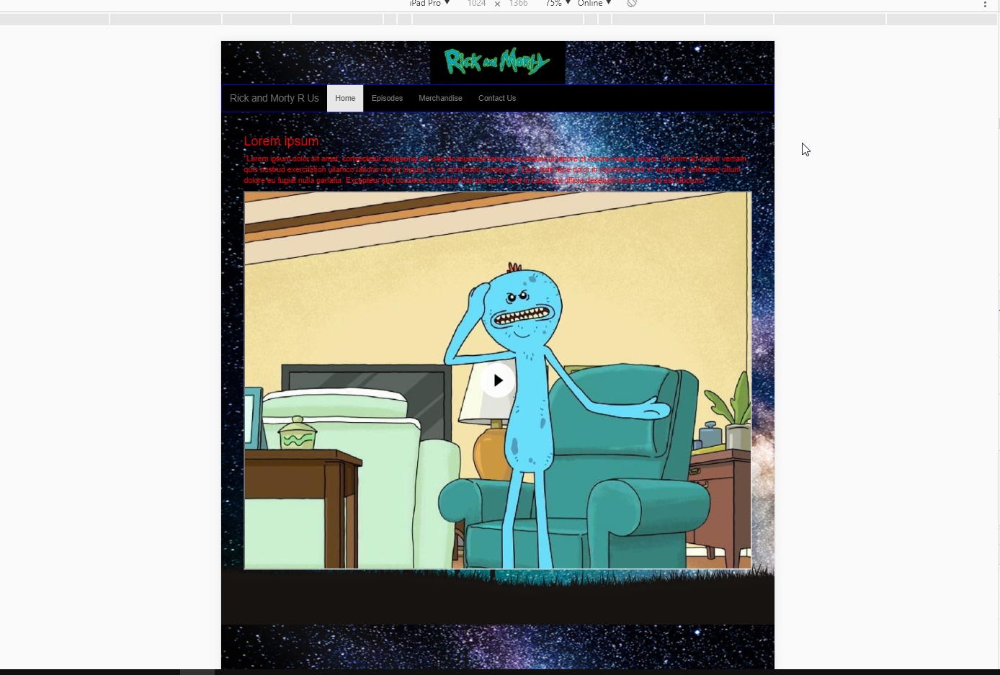 iPad Pro ▼ 1024 × 1366 75% ▼ Online ▼
Rick and Morty
Rick and Morty R Us Home Episodes Merchandise Contact Us
Lorem ipsum
"Lorem ipsum dolor sit amet, consectetur adipiscing elit, sed do eiusmod tempor incididunt ut labore et dolore magna aliqua. Ut enim ad minim veniam,
quis nostrud exercitation ullamco laboris nisi ut aliquip ex ea commodo consequat. Duis aute irure dolor in reprehenderit in voluptate velit esse cillum
dolore eu fugiat nulla pariatur. Excepteur sint occaecat cupidatat non proident, sunt in culpa qui officia deserunt mollit anim id est laborum."